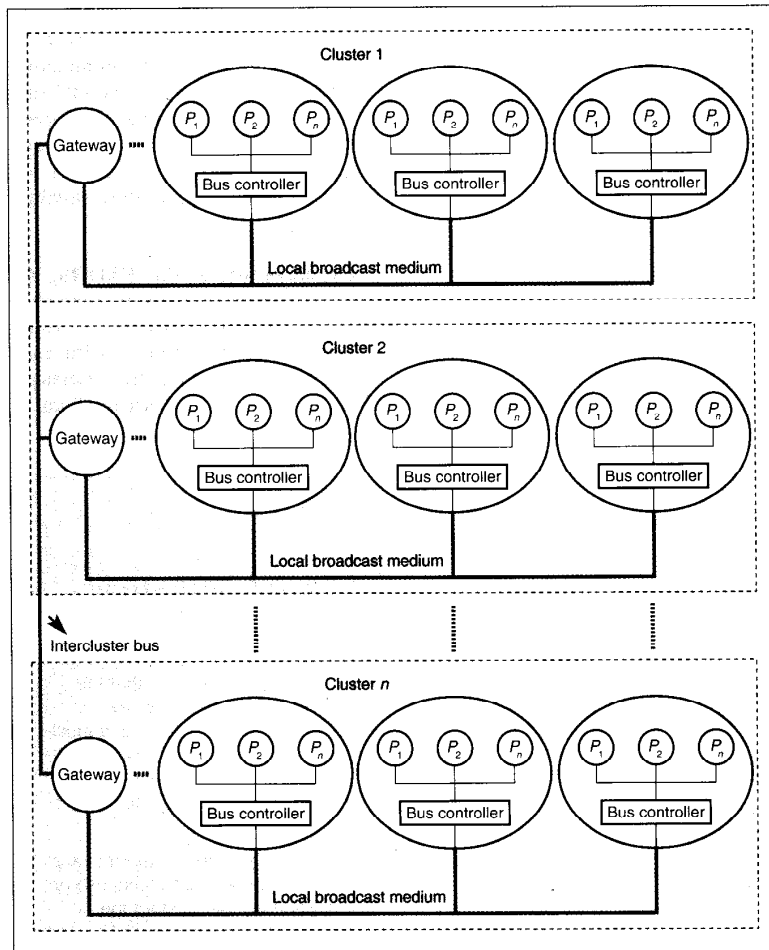 Cluster 1
P1 P2 Pn P1 P2 Pn P1 P2 Pn
Gateway
Bus controller Bus controller Bus controller
Local broadcast medium
Cluster 2
P1 P2 Pn P1 P2 Pn P1 P2 Pn
Gateway
Bus controller Bus controller Bus controller
Local broadcast medium
Intercluster bus
Cluster n
P1 P2 Pn P1 P2 Pn P1 P2 Pn
Gateway
Bus controller Bus controller Bus controller
Local broadcast medium